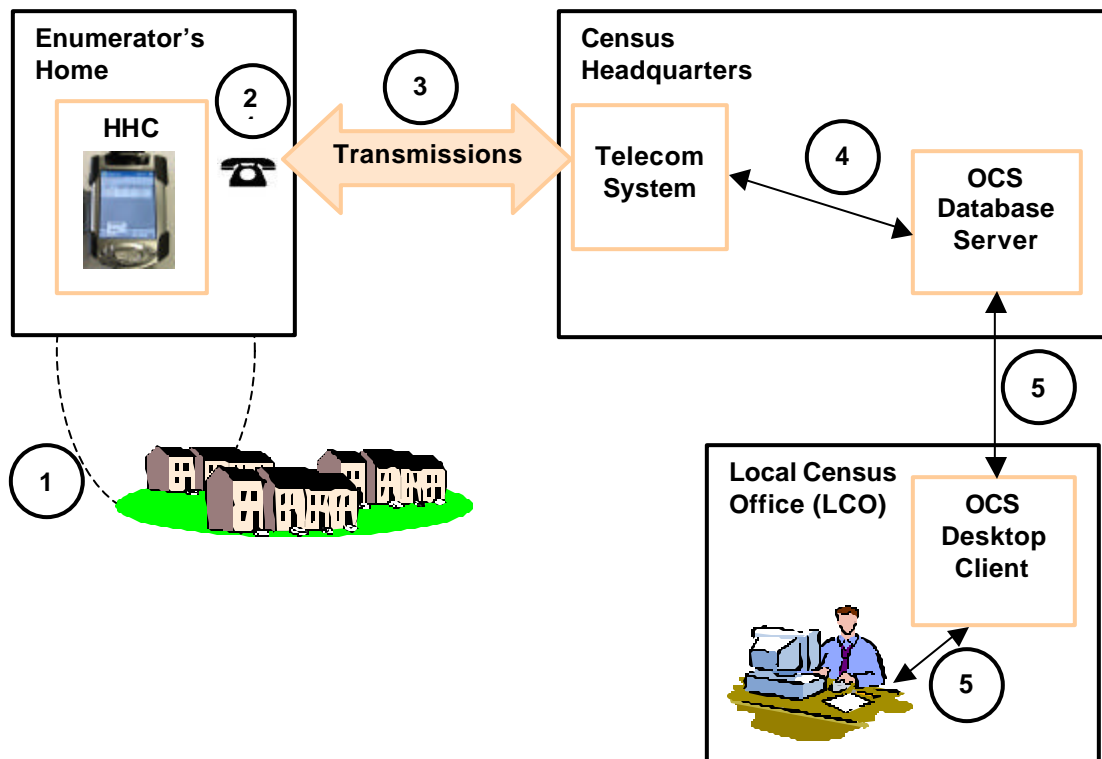 Enumerator's
Home
HHC
2
3
Transmissions
Census
Headquarters
Telecom
System
4
OCS
Database
Server
5
1
Local Census
Office (LCO)
OCS
Desktop
Client
5